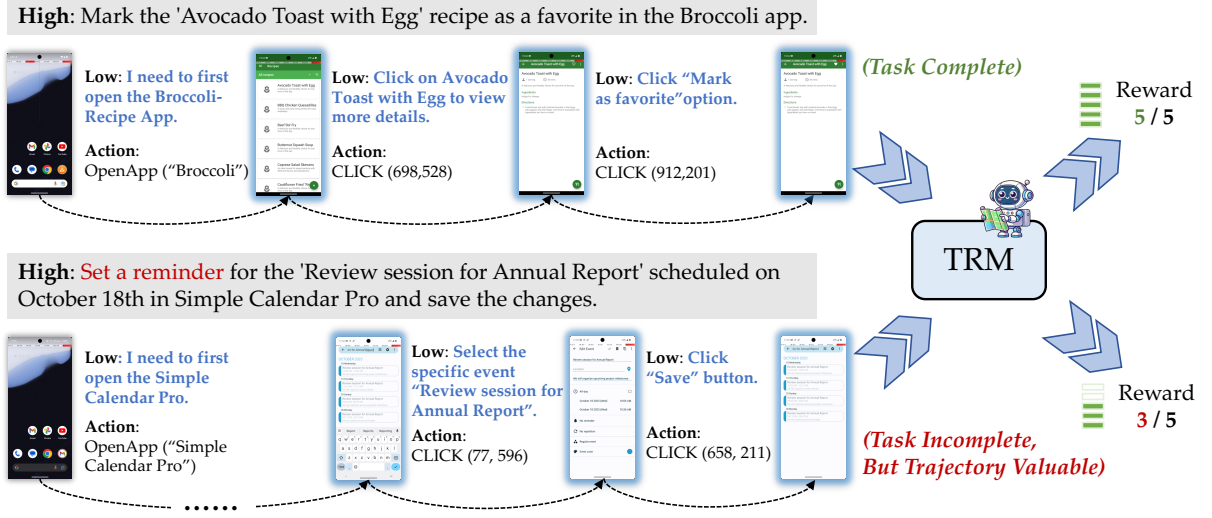 High: Mark the 'Avocado Toast with Egg' recipe as a favorite in the Broccoli app.
Low: I need to first
open the Broccoli-
Recipe App.
Action:
OpenApp (“Broccoli”)
Low: Click on Avocado
Toast with Egg to view
more details.
Action:
CLICK (698,528)
Low: Click “Mark
as favorite”option.
Action:
CLICK (912,201)
(Task Complete)
Reward
5 / 5
TRM
High: Set a reminder for the 'Review session for Annual Report' scheduled on
October 18th in Simple Calendar Pro and save the changes.
Low: I need to first
open the Simple
Calendar Pro.
Action:
OpenApp (“Simple
Calendar Pro”)
Low: Select the
specific event
“Review session for
Annual Report”.
Action:
CLICK (77, 596)
Low: Click
“Save” button.
Action:
CLICK (658, 211)
(Task Incomplete,
But Trajectory Valuable)
Reward
3 / 5
......